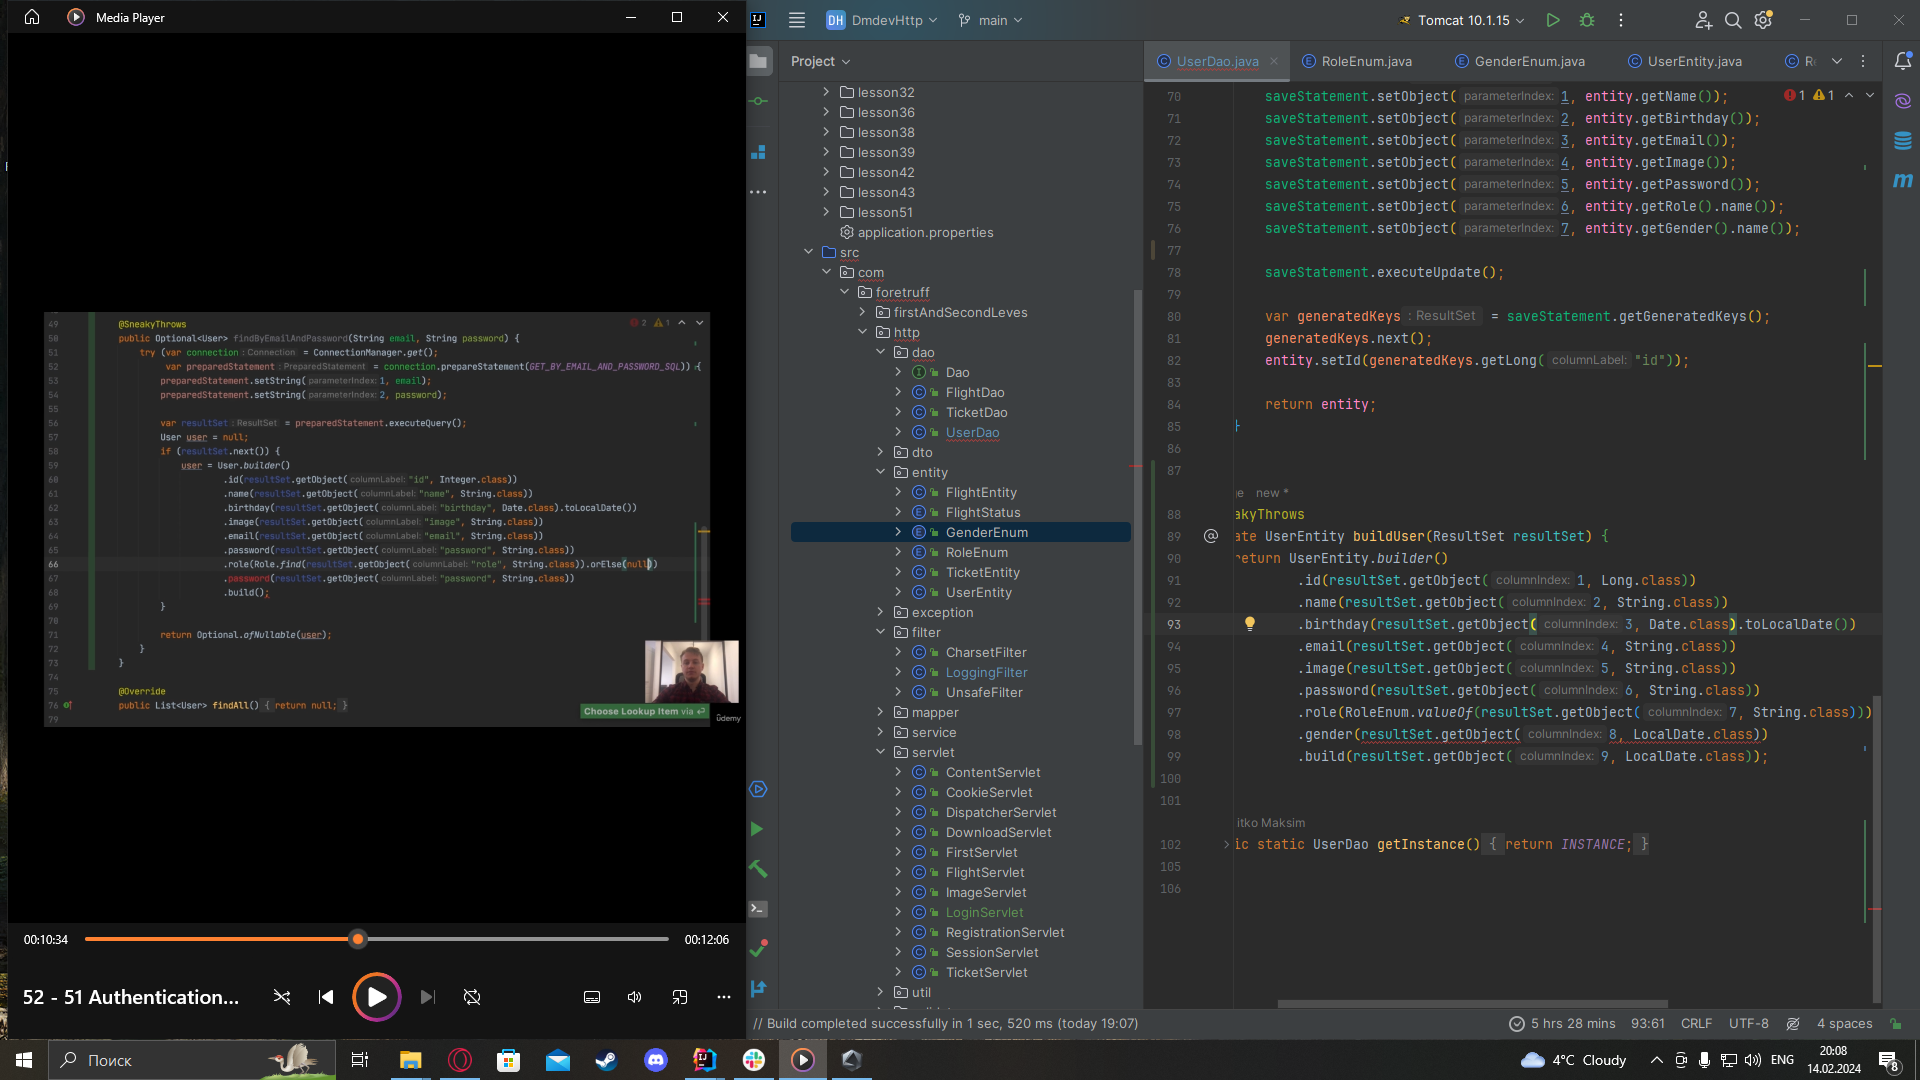 Media Player
49 @SneakyThrows
50 public Optional<User> findByEmailAndPassword(String email, String password) {
51 try (var connection : Connection = ConnectionManager.get();
52 var preparedStatement : PreparedStatement = connection.prepareStatement(GET_BY_EMAIL_AND_PASSWORD_SQL)) {
53 preparedStatement.setString( parameterIndex: 1, email);
54 preparedStatement.setString( parameterIndex: 2, password);
55
56 var resultSet : ResultSet = preparedStatement.executeQuery();
57 User user = null;
58 if (resultSet.next()) {
59 user = User.builder()
60 .id(resultSet.getObject( columnLabel: "id", Integer.class))
61 .name(resultSet.getObject( columnLabel: "name", String.class))
62 .birthday(resultSet.getObject( columnLabel: "birthday", Date.class).toLocalDate())
63 .image(resultSet.getObject( columnLabel: "image", String.class))
64 .email(resultSet.getObject( columnLabel: "email", String.class))
65 .password(resultSet.getObject( columnLabel: "password", String.class))
66 .role(Role.find(resultSet.getObject( columnLabel: "role", String.class)).orElse(null))
67 .password(resultSet.getObject( columnLabel: "password", String.class))
68 .build();
69 }
70
71 return Optional.ofNullable(user);
72 }
73 }
74
75 @Override
76 public List<User> findAll() { return null; }
79
2 1
Choose Lookup Item via
ûdemy
00:10:34
00:12:06
52 - 51 Authentication...
IJ
DH DmdevHttp
main
Tomcat 10.1.15
Project
lesson32
lesson36
lesson38
lesson39
lesson42
lesson43
lesson51
application.properties
src
com
foretruff
firstAndSecondLeves
http
dao
Dao
FlightDao
TicketDao
UserDao
dto
entity
FlightEntity
FlightStatus
GenderEnum
RoleEnum
TicketEntity
UserEntity
exception
filter
CharsetFilter
LoggingFilter
UnsafeFilter
mapper
service
servlet
ContentServlet
CookieServlet
DispatcherServlet
DownloadServlet
FirstServlet
FlightServlet
ImageServlet
LoginServlet
RegistrationServlet
SessionServlet
TicketServlet
util
UserDao.java
RoleEnum.java
GenderEnum.java
UserEntity.java
1 1
70 saveStatement.setObject( parameterIndex: 1, entity.getName());
71 saveStatement.setObject( parameterIndex: 2, entity.getBirthday());
72 saveStatement.setObject( parameterIndex: 3, entity.getEmail());
73 saveStatement.setObject( parameterIndex: 4, entity.getImage());
74 saveStatement.setObject( parameterIndex: 5, entity.getPassword());
75 saveStatement.setObject( parameterIndex: 6, entity.getRole().name());
76 saveStatement.setObject( parameterIndex: 7, entity.getGender().name());
77
78 saveStatement.executeUpdate();
79
80 var generatedKeys : ResultSet = saveStatement.getGeneratedKeys();
81 generatedKeys.next();
82 entity.setId(generatedKeys.getLong( columnLabel: "id"));
83
84 return entity;
85 }
86
87
ge new *
88 akyThrows
89 @ ate UserEntity buildUser(ResultSet resultSet) {
90 return UserEntity.builder()
91 .id(resultSet.getObject( columnIndex: 1, Long.class))
92 .name(resultSet.getObject( columnIndex: 2, String.class))
93 .birthday(resultSet.getObject( columnIndex: 3, Date.class).toLocalDate())
94 .email(resultSet.getObject( columnIndex: 4, String.class))
95 .image(resultSet.getObject( columnIndex: 5, String.class))
96 .password(resultSet.getObject( columnIndex: 6, String.class))
97 .role(RoleEnum.valueOf(resultSet.getObject( columnIndex: 7, String.class)))
98 .gender(resultSet.getObject( columnIndex: 8, LocalDate.class))
99 .build(resultSet.getObject( columnIndex: 9, LocalDate.class));
100
101
itko Maksim
102 ic static UserDao getInstance() { return INSTANCE; }
105
106
m
// Build completed successfully in 1 sec, 520 ms (today 19:07)
5 hrs 28 mins
93:61
CRLF
UTF-8
4 spaces
Поиск
4°C Cloudy
ENG
20:08
14.02.2024
8